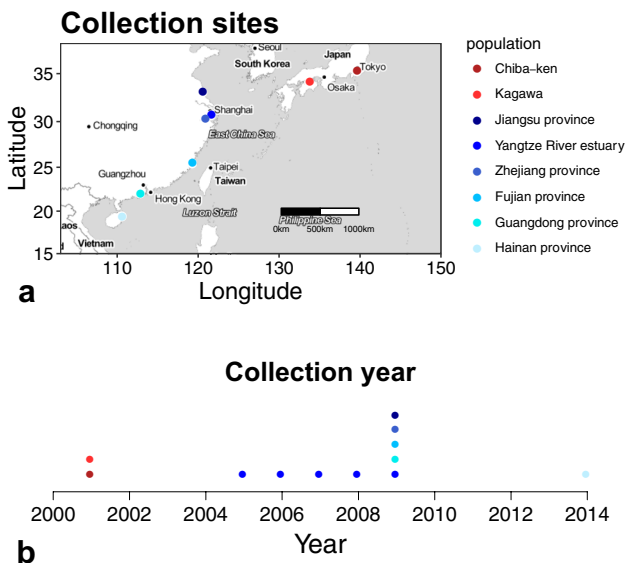 Collection sites
Latitude
35
30
25
20
15
Seoul
South Korea
Japan
Tokyo
Osaka
Shanghai
Chongqing
East China Sea
Guangzhou
Taipei
Taiwan
Hong Kong
Luzon Strait
Philippine Sea
0km 500km 1000km
aos
d
Vietnam
110 120 130 140 150
Longitude
a
population
Chiba−ken
Kagawa
Jiangsu province
Yangtze River estuary
Zhejiang province
Fujian province
Guangdong province
Hainan province
Collection year
2000 2002 2004 2006 2008 2010 2012 2014
Year
b